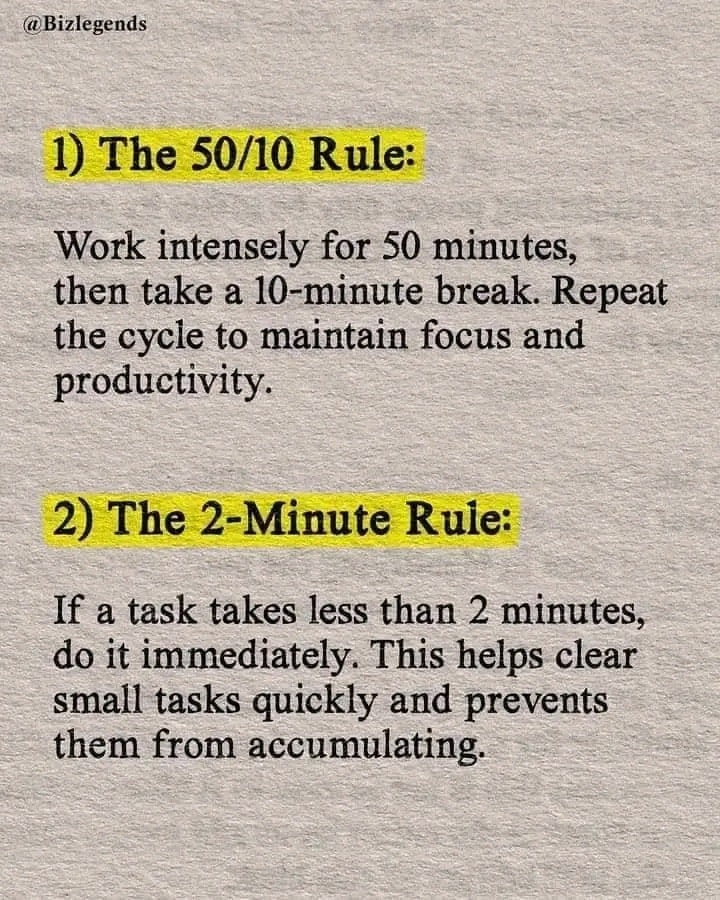 @Bizlegends
1) The 50/10 Rule:
Work intensely for 50 minutes,
then take a 10-minute break. Repeat
the cycle to maintain focus and
productivity.
2) The 2-Minute Rule:
If a task takes less than 2 minutes,
do it immediately. This helps clear
small tasks quickly and prevents
them from accumulating.